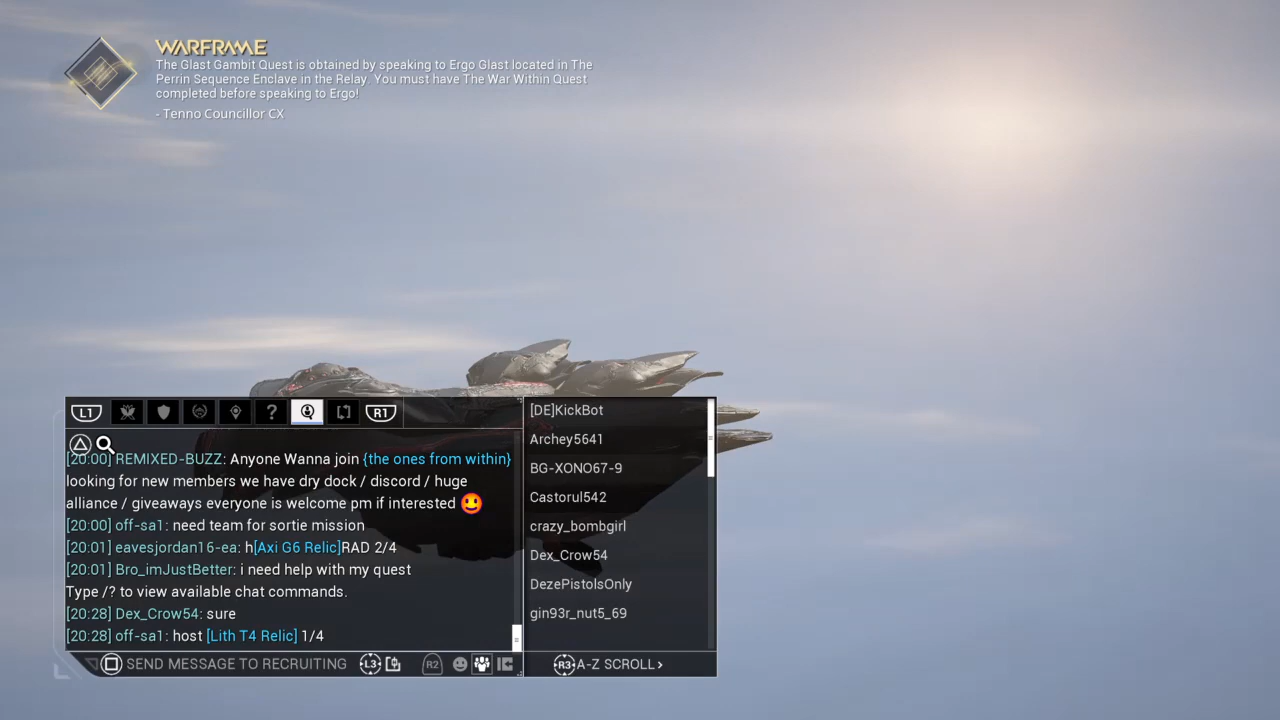 WARFRAME
The Glast Gambit Quest is obtained by speaking to Ergo Glast located in The
Perrin Sequence Enclave in the Relay. You must have The War Within Quest
completed before speaking to Ergo!
- Tenno Councillor CX
L1
?
R1
[20:00] REMIXED-BUZZ: Anyone Wanna join {the ones from within}
looking for new members we have dry dock / discord / huge
alliance / giveaways everyone is welcome pm if interested
[20:00] off-sa1: need team for sortie mission
[20:01] eavesjordan16-ea: h[Axi G6 Relic]RAD 2/4
[20:01] Bro_imJustBetter: i need help with my quest
Type /? to view available chat commands.
[20:28] Dex_Crow54: sure
[20:28] off-sa1: host [Lith T4 Relic] 1/4
SEND MESSAGE TO RECRUITING
L3
R2
[DE]KickBot
Archey5641
BG-XONO67-9
Castorul542
crazy_bombgirl
Dex_Crow54
DezePistolsOnly
gin93r_nut5_69
R3 A-Z SCROLL>